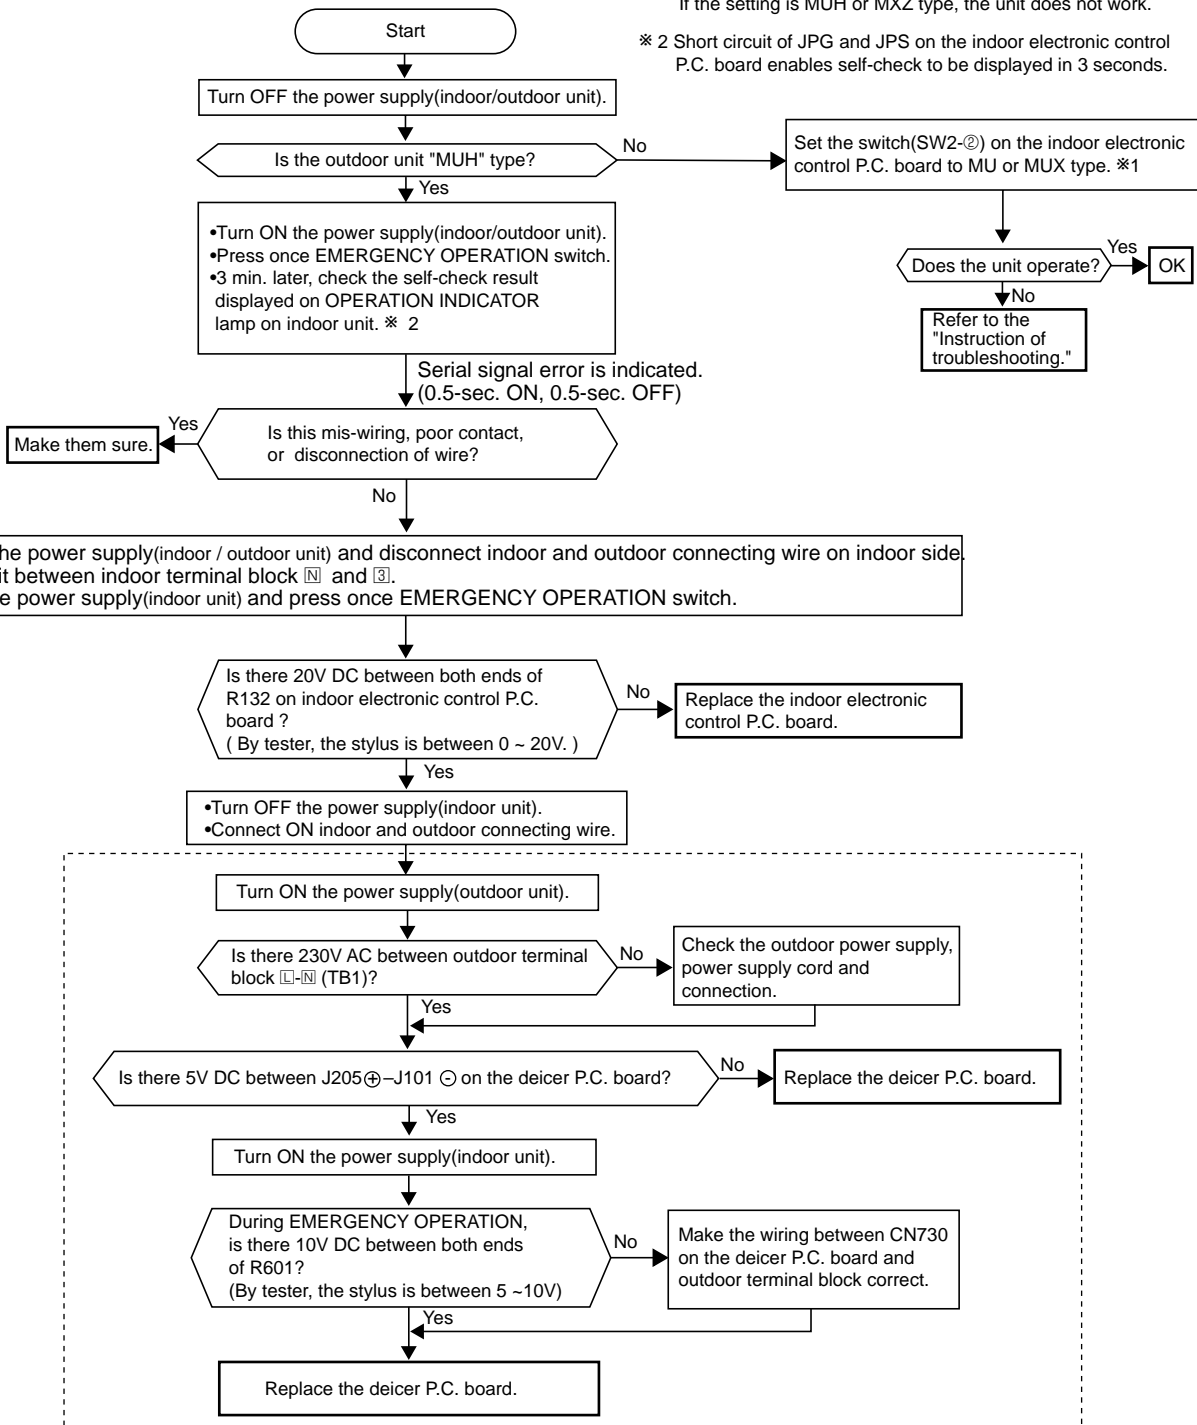 If the setting is MUH or MXZ type, the unit does not work.
※ 2 Short circuit of JPG and JPS on the indoor electronic control
P.C. board enables self-check to be displayed in 3 seconds.
Start
Turn OFF the power supply(indoor/outdoor unit).
Is the outdoor unit "MUH" type?
No
Set the switch(SW2-②) on the indoor electronic
control P.C. board to MU or MUX type. ※1
Yes
•Turn ON the power supply(indoor/outdoor unit).
•Press once EMERGENCY OPERATION switch.
•3 min. later, check the self-check result
displayed on OPERATION INDICATOR
lamp on indoor unit. ※ 2
Does the unit operate?
Yes
OK
No
Refer to the
"Instruction of
troubleshooting."
Serial signal error is indicated.
(0.5-sec. ON, 0.5-sec. OFF)
Is this mis-wiring, poor contact,
or disconnection of wire?
Yes
Make them sure.
No
he power supply(indoor / outdoor unit) and disconnect indoor and outdoor connecting wire on indoor side.
it between indoor terminal block N and 3.
e power supply(indoor unit) and press once EMERGENCY OPERATION switch.
Is there 20V DC between both ends of
R132 on indoor electronic control P.C.
board ?
( By tester, the stylus is between 0 ~ 20V. )
No
Replace the indoor electronic
control P.C. board.
Yes
•Turn OFF the power supply(indoor unit).
•Connect ON indoor and outdoor connecting wire.
Turn ON the power supply(outdoor unit).
Is there 230V AC between outdoor terminal
block L-N (TB1)?
No
Check the outdoor power supply,
power supply cord and
connection.
Yes
Is there 5V DC between J205⊕–J101 ⊖ on the deicer P.C. board?
No
Replace the deicer P.C. board.
Yes
Turn ON the power supply(indoor unit).
During EMERGENCY OPERATION,
is there 10V DC between both ends
of R601?
(By tester, the stylus is between 5 ~10V)
No
Make the wiring between CN730
on the deicer P.C. board and
outdoor terminal block correct.
Yes
Replace the deicer P.C. board.